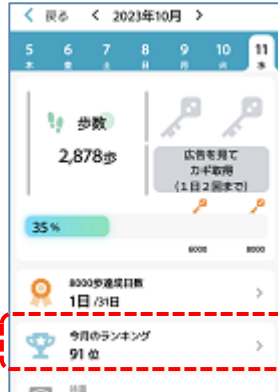 戻る < 2023年10月 >
5 6 7 8 9 10 11
木 金 土 日 月 火 水
歩数
2,878歩
広告を見て
カギ取得
(1日2回まで)
35 %
6000 8000
8000歩達成日数
1日 /31日
今月のランキング
91 位